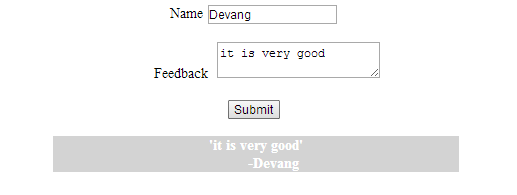 Name Devang
it is very good
Feedback
Submit
'it is very good'
-Devang